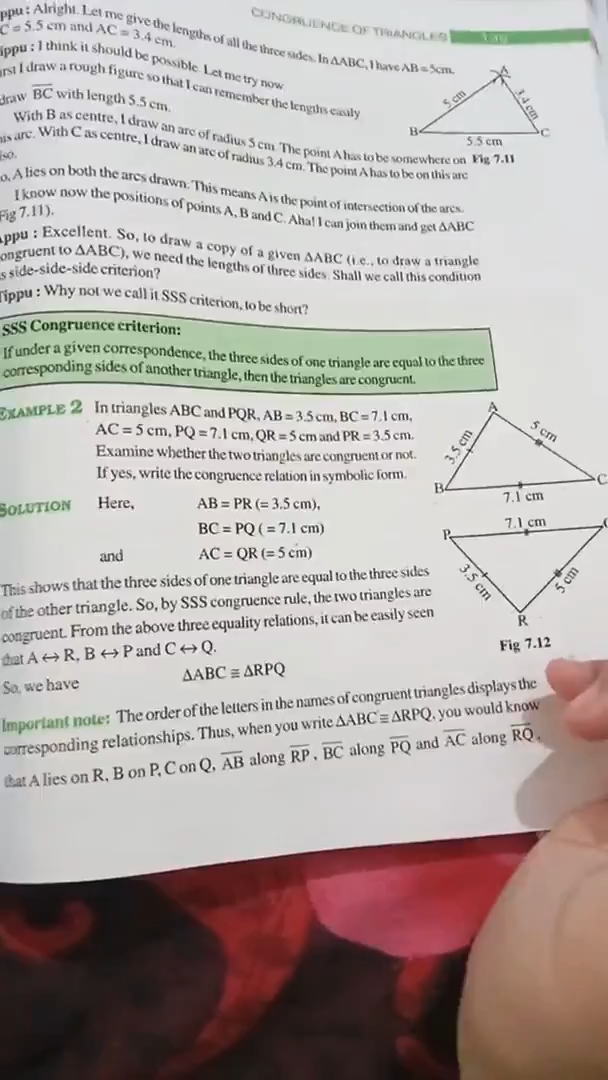 CONGRUENCE OF TRIANGLES
ppu : Alright. Let me give the lengths of all the three sides. In ΔABC, I have AB = 5cm,
C = 5.5 cm and AC = 3.4 cm.
ippu : I think it should be possible. Let me try now
rst I draw a rough figure so that I can remember the lengths easily
draw BC with length 5.5 cm.
With B as centre, I draw an arc of radius 5 cm. The point A has to be somewhere on
is arc. With C as centre, I draw an arc of radius 3.4 cm. The point A has to be on this arc
so.
o, A lies on both the arcs drawn. This means A is the point of intersection of the arcs.
I know now the positions of points A, B and C. Aha! I can join them and get ΔABC
Fig 7.11).
A
5 cm
3.4 cm
B
C
5.5 cm
Fig 7.11
ppu : Excellent. So, to draw a copy of a given ΔABC (i.e., to draw a triangle
ongruent to ΔABC), we need the lengths of three sides. Shall we call this condition
s side-side-side criterion?
Tippu : Why not we call it SSS criterion, to be short?
SSS Congruence criterion:
If under a given correspondence, the three sides of one triangle are equal to the three
corresponding sides of another triangle, then the triangles are congruent.
EXAMPLE 2 In triangles ABC and PQR, AB = 3.5 cm, BC = 7.1 cm,
AC = 5 cm, PQ = 7.1 cm, QR = 5 cm and PR = 3.5 cm.
Examine whether the two triangles are congruent or not.
If yes, write the congruence relation in symbolic form.
SOLUTION Here, AB = PR (= 3.5 cm),
BC = PQ ( = 7.1 cm)
and AC = QR (= 5 cm)
This shows that the three sides of one triangle are equal to the three sides
of the other triangle. So, by SSS congruence rule, the two triangles are
congruent. From the above three equality relations, it can be easily seen
that A ↔ R, B ↔ P and C ↔ Q.
So, we have ΔABC ≅ ΔRPQ
A
3.5 cm
5 cm
B
C
7.1 cm
7.1 cm
P
3.5 cm
5 cm
R
Fig 7.12
Important note: The order of the letters in the names of congruent triangles displays the
corresponding relationships. Thus, when you write ΔABC ≅ ΔRPQ, you would know
that A lies on R, B on P, C on Q, AB along RP, BC along PQ and AC along RQ.